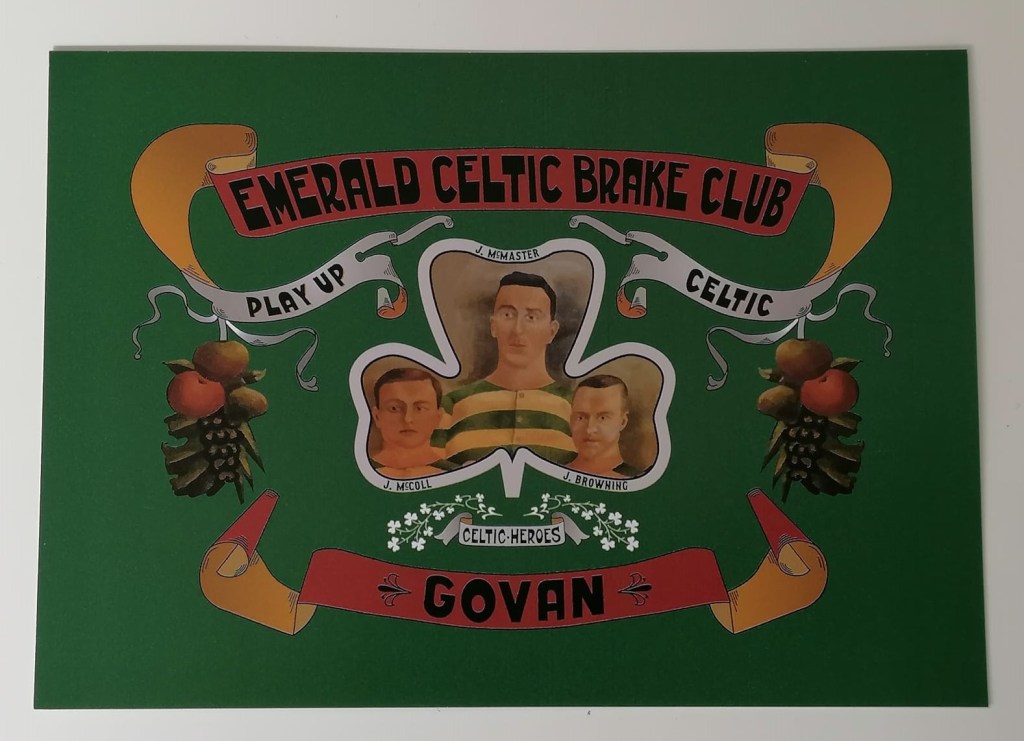 EMERALD CELTIC BRAKE CLUB
PLAY UP
CELTIC
J. McMASTER
J. McCOLL
J. BROWNING
CELTIC·HEROES
GOVAN